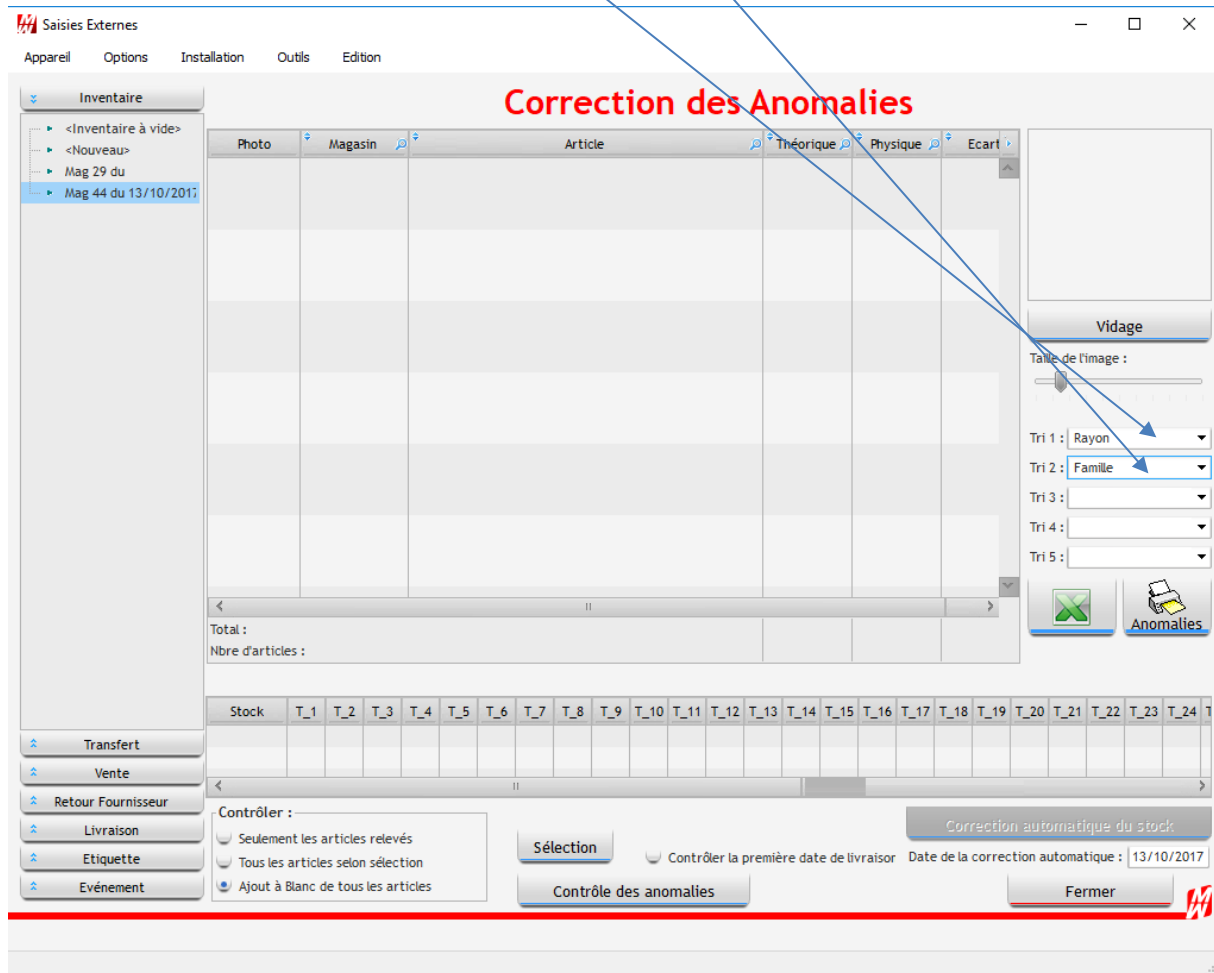 Saisies Externes
Appareil Options Installation Outils Edition
Inventaire
<Inventaire à vide>
<Nouveau>
Mag 29 du
Mag 44 du 13/10/2017
Correction des Anomalies
Photo Magasin Article Théorique Physique Ecart
Vidage
Taille de l'image :
Tri 1 : Rayon
Tri 2 : Famille
Tri 3 :
Tri 4 :
Tri 5 :
Anomalies
Total :
Nbre d'articles :
Stock T_1 T_2 T_3 T_4 T_5 T_6 T_7 T_8 T_9 T_10 T_11 T_12 T_13 T_14 T_15 T_16 T_17 T_18 T_19 T_20 T_21 T_22 T_23 T_24 T
Transfert
Vente
Retour Fournisseur
Livraison
Etiquette
Evénement
Contrôler :
Seulement les articles relevés
Tous les articles selon sélection
Ajout à Blanc de tous les articles
Sélection
Contrôle des anomalies
Contrôler la première date de livraisor
Correction automatique du stock
Date de la correction automatique : 13/10/2017
Fermer